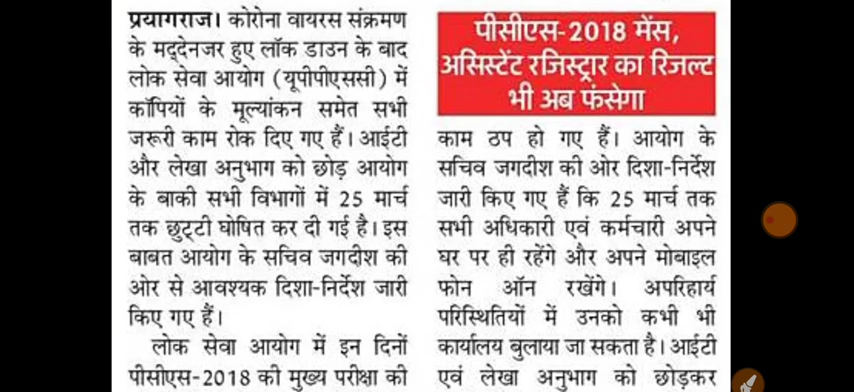 प्रयागराज। कोरोना वायरस संक्रमण
के मद्देनजर हुए लॉक डाउन के बाद
लोक सेवा आयोग (यूपीपीएससी) में
कॉपियों के मूल्यांकन समेत सभी
जरूरी काम रोक दिए गए हैं। आईटी
और लेखा अनुभाग को छोड़ आयोग
के बाकी सभी विभागों में 25 मार्च
तक छुट्टी घोषित कर दी गई है। इस
बाबत आयोग के सचिव जगदीश की
ओर से आवश्यक दिशा-निर्देश जारी
किए गए हैं।
लोक सेवा आयोग में इन दिनों
पीसीएस-2018 की मुख्य परीक्षा की
पीसीएस-2018 मेंस,
असिस्टेंट रजिस्ट्रार का रिजल्ट
भी अब फंसेगा
काम ठप हो गए हैं। आयोग के
सचिव जगदीश की ओर दिशा-निर्देश
जारी किए गए हैं कि 25 मार्च तक
सभी अधिकारी एवं कर्मचारी अपने
घर पर ही रहेंगे और अपने मोबाइल
फोन ऑन रखेंगे। अपरिहार्य
परिस्थितियों में उनको कभी भी
कार्यालय बुलाया जा सकता है। आईटी
एवं लेखा अनुभाग को छोड़कर